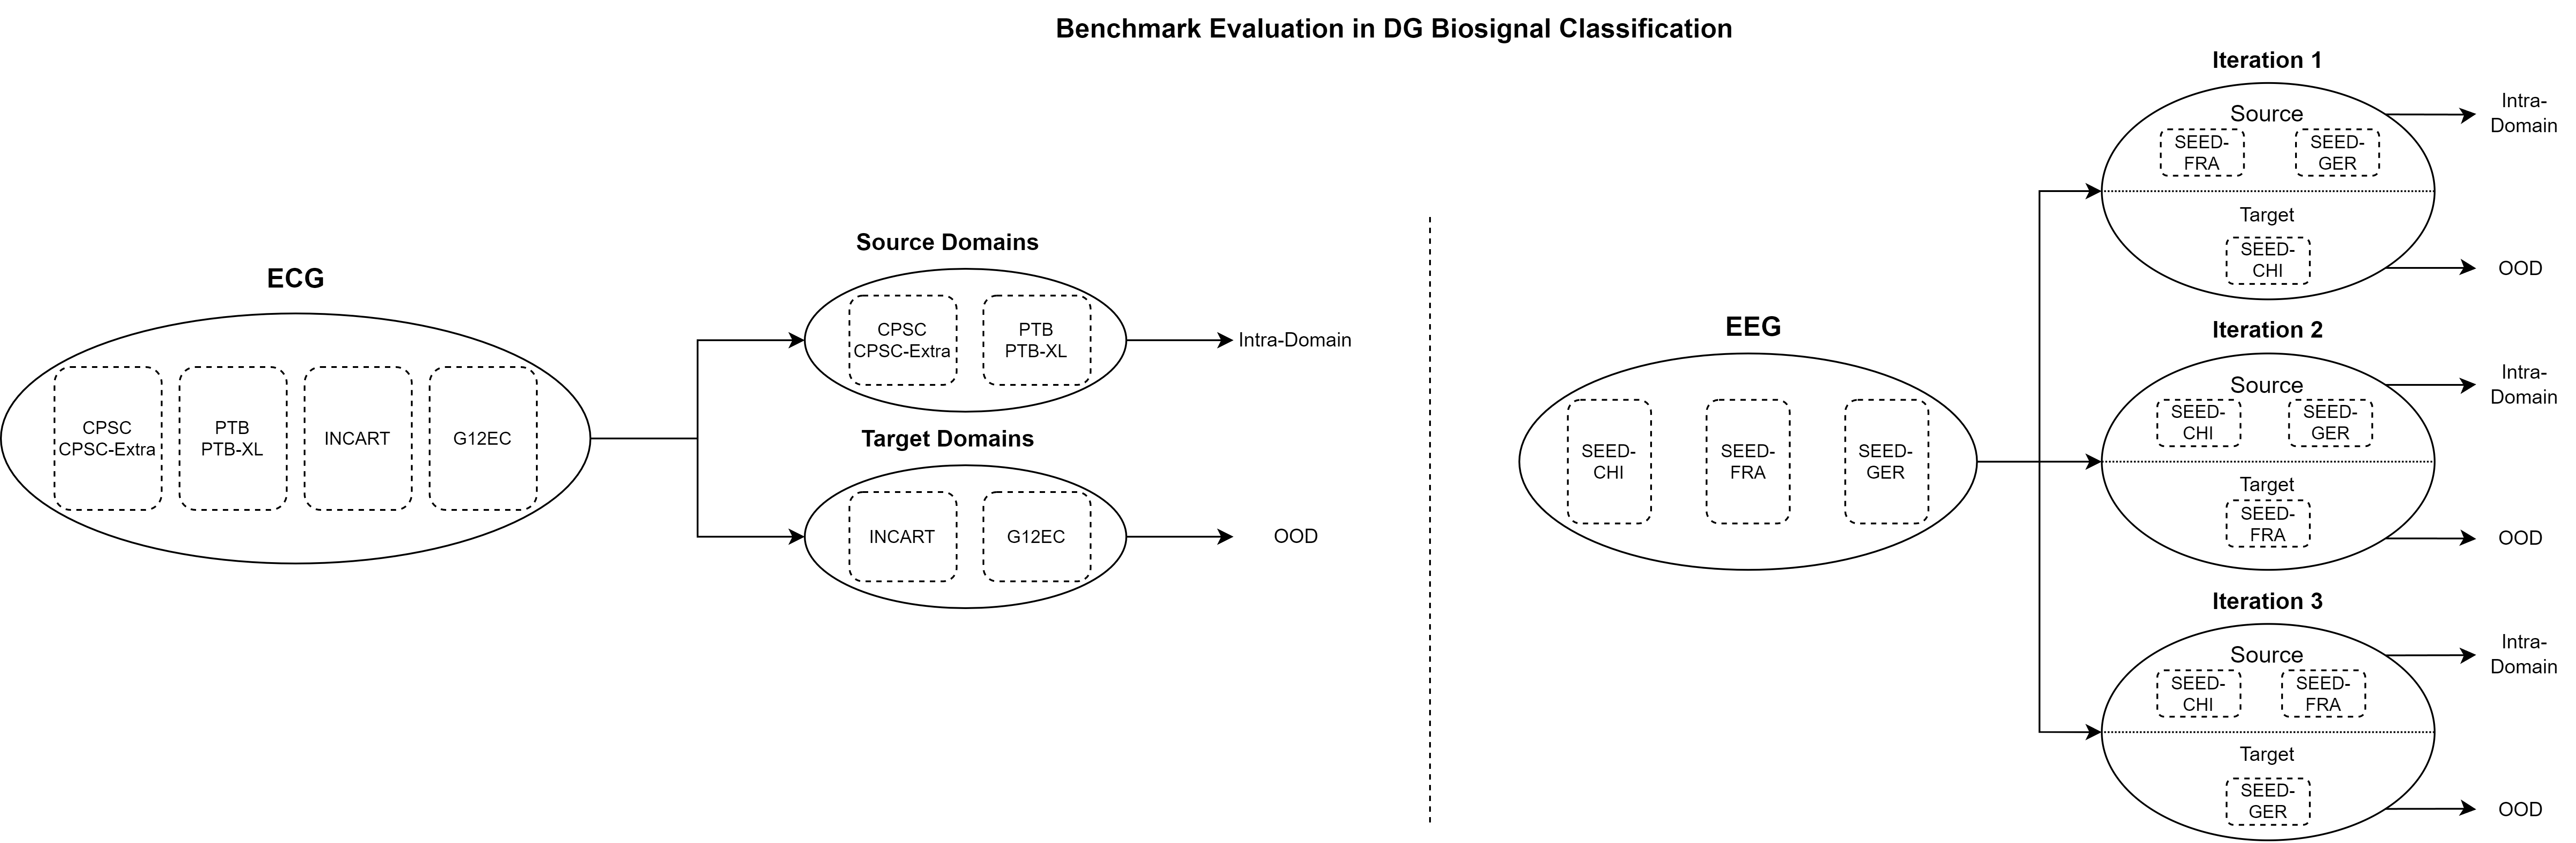 Benchmark Evaluation in DG Biosignal Classification
ECG
CPSC
CPSC-Extra
PTB
PTB-XL
INCART
G12EC
Source Domains
CPSC
CPSC-Extra
PTB
PTB-XL
Intra-Domain
Target Domains
INCART
G12EC
OOD
EEG
SEED-
CHI
SEED-
FRA
SEED-
GER
Iteration 1
Source
SEED-
FRA
SEED-
GER
Intra-
Domain
Target
SEED-
CHI
OOD
Iteration 2
Source
SEED-
CHI
SEED-
GER
Intra-
Domain
Target
SEED-
FRA
OOD
Iteration 3
Source
SEED-
CHI
SEED-
FRA
Intra-
Domain
Target
SEED-
GER
OOD